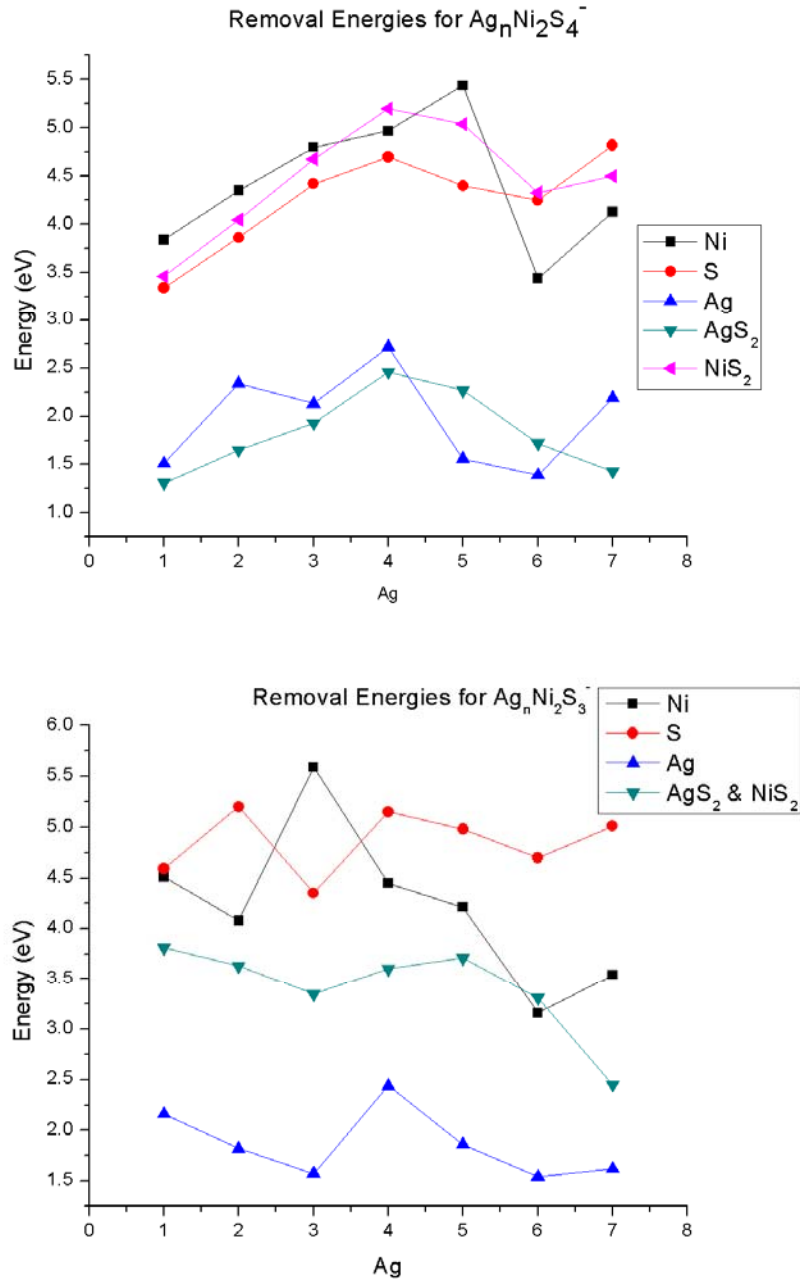 Removal Energies for AgₙNi₂S₄⁻
5.5
5.0
4.5
4.0
3.5
3.0
2.5
2.0
1.5
1.0
Energy (eV)
Ni
S
Ag
AgS₂
NiS₂
0 1 2 3 4 5 6 7 8
Ag
Removal Energies for AgₙNi₂S₃⁻
Ni
S
Ag
AgS₂ & NiS₂
6.0
5.5
5.0
4.5
4.0
3.5
3.0
2.5
2.0
1.5
Energy (eV)
0 1 2 3 4 5 6 7 8
Ag